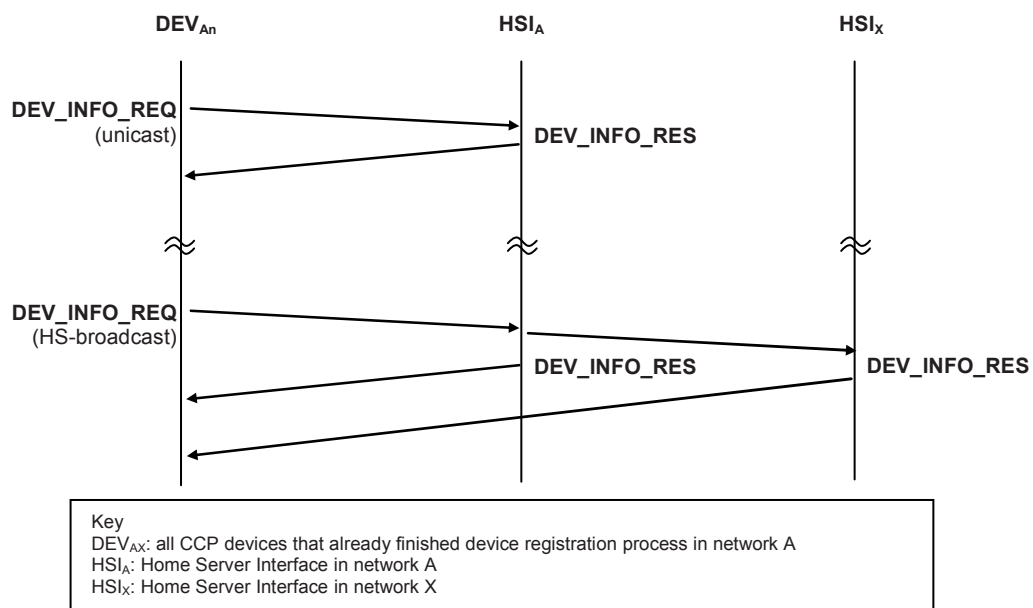 DEV_An HSI_A HSI_X
DEV_INFO_REQ
(unicast)
DEV_INFO_RES
DEV_INFO_REQ
(HS-broadcast)
DEV_INFO_RES DEV_INFO_RES
Key
DEV_AX: all CCP devices that already finished device registration process in network A
HSI_A: Home Server Interface in network A
HSI_X: Home Server Interface in network X